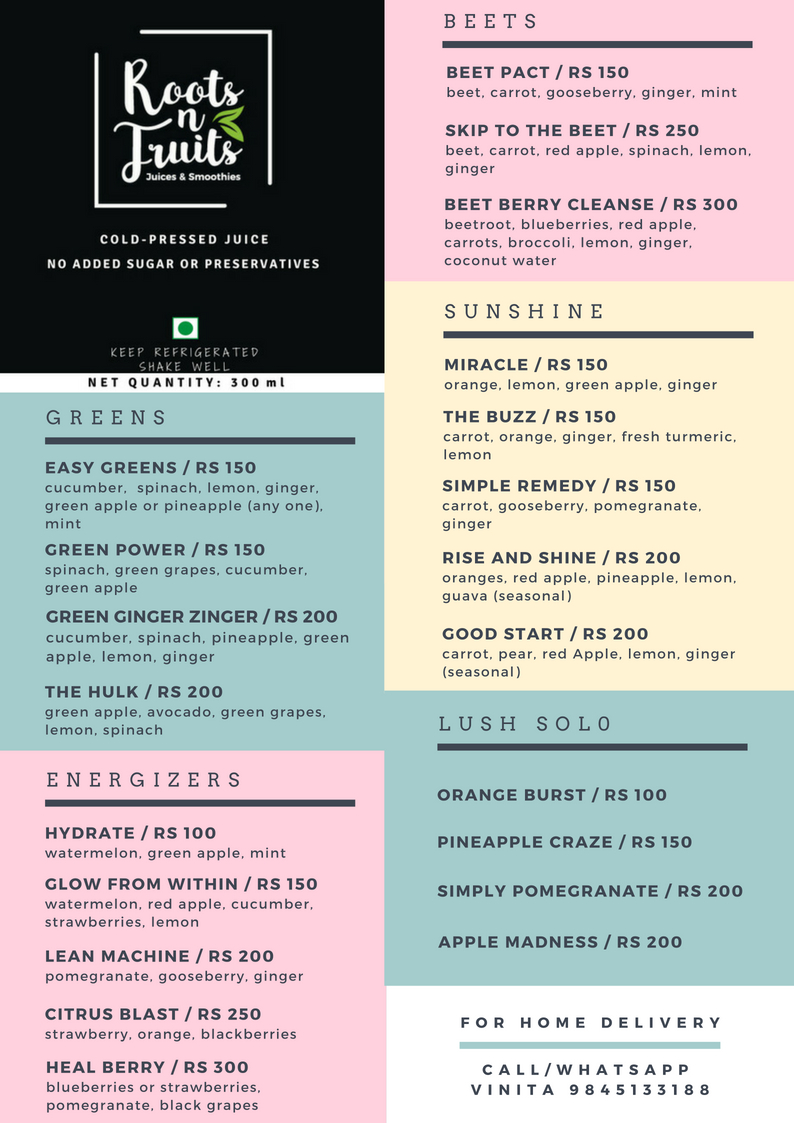 Roots
n
Fruits
Juices & Smoothies
COLD-PRESSED JUICE
NO ADDED SUGAR OR PRESERVATIVES
KEEP REFRIGERATED
SHAKE WELL
NET QUANTITY: 300 ml
GREENS
EASY GREENS / RS 150
cucumber, spinach, lemon, ginger,
green apple or pineapple (any one),
mint
GREEN POWER / RS 150
spinach, green grapes, cucumber,
green apple
GREEN GINGER ZINGER / RS 200
cucumber, spinach, pineapple, green
apple, lemon, ginger
THE HULK / RS 200
green apple, avocado, green grapes,
lemon, spinach
ENERGIZERS
HYDRATE / RS 100
watermelon, green apple, mint
GLOW FROM WITHIN / RS 150
watermelon, red apple, cucumber,
strawberries, lemon
LEAN MACHINE / RS 200
pomegranate, gooseberry, ginger
CITRUS BLAST / RS 250
strawberry, orange, blackberries
HEAL BERRY / RS 300
blueberries or strawberries,
pomegranate, black grapes
BEETS
BEET PACT / RS 150
beet, carrot, gooseberry, ginger, mint
SKIP TO THE BEET / RS 250
beet, carrot, red apple, spinach, lemon,
ginger
BEET BERRY CLEANSE / RS 300
beetroot, blueberries, red apple,
carrots, broccoli, lemon, ginger,
coconut water
SUNSHINE
MIRACLE / RS 150
orange, lemon, green apple, ginger
THE BUZZ / RS 150
carrot, orange, ginger, fresh turmeric,
lemon
SIMPLE REMEDY / RS 150
carrot, gooseberry, pomegranate,
ginger
RISE AND SHINE / RS 200
oranges, red apple, pineapple, lemon,
guava (seasonal)
GOOD START / RS 200
carrot, pear, red Apple, lemon, ginger
(seasonal)
LUSH SOL0
ORANGE BURST / RS 100
PINEAPPLE CRAZE / RS 150
SIMPLY POMEGRANATE / RS 200
APPLE MADNESS / RS 200
FOR HOME DELIVERY
CALL/WHATSAPP
VINITA 9845133188